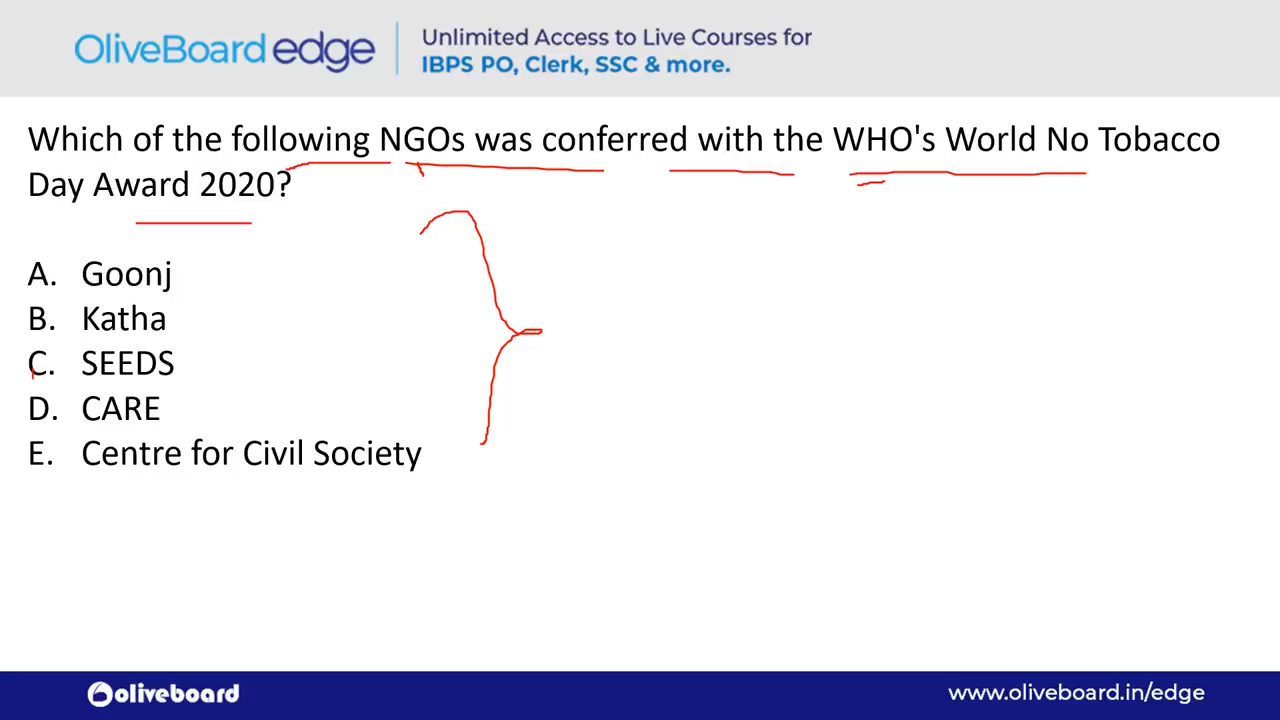 OliveBoard edge
Unlimited Access to Live Courses for
IBPS PO, Clerk, SSC & more.
Which of the following NGOs was conferred with the WHO's World No Tobacco
Day Award 2020?
A. Goonj
B. Katha
C. SEEDS
D. CARE
E. Centre for Civil Society
oliveboard
www.oliveboard.in/edge